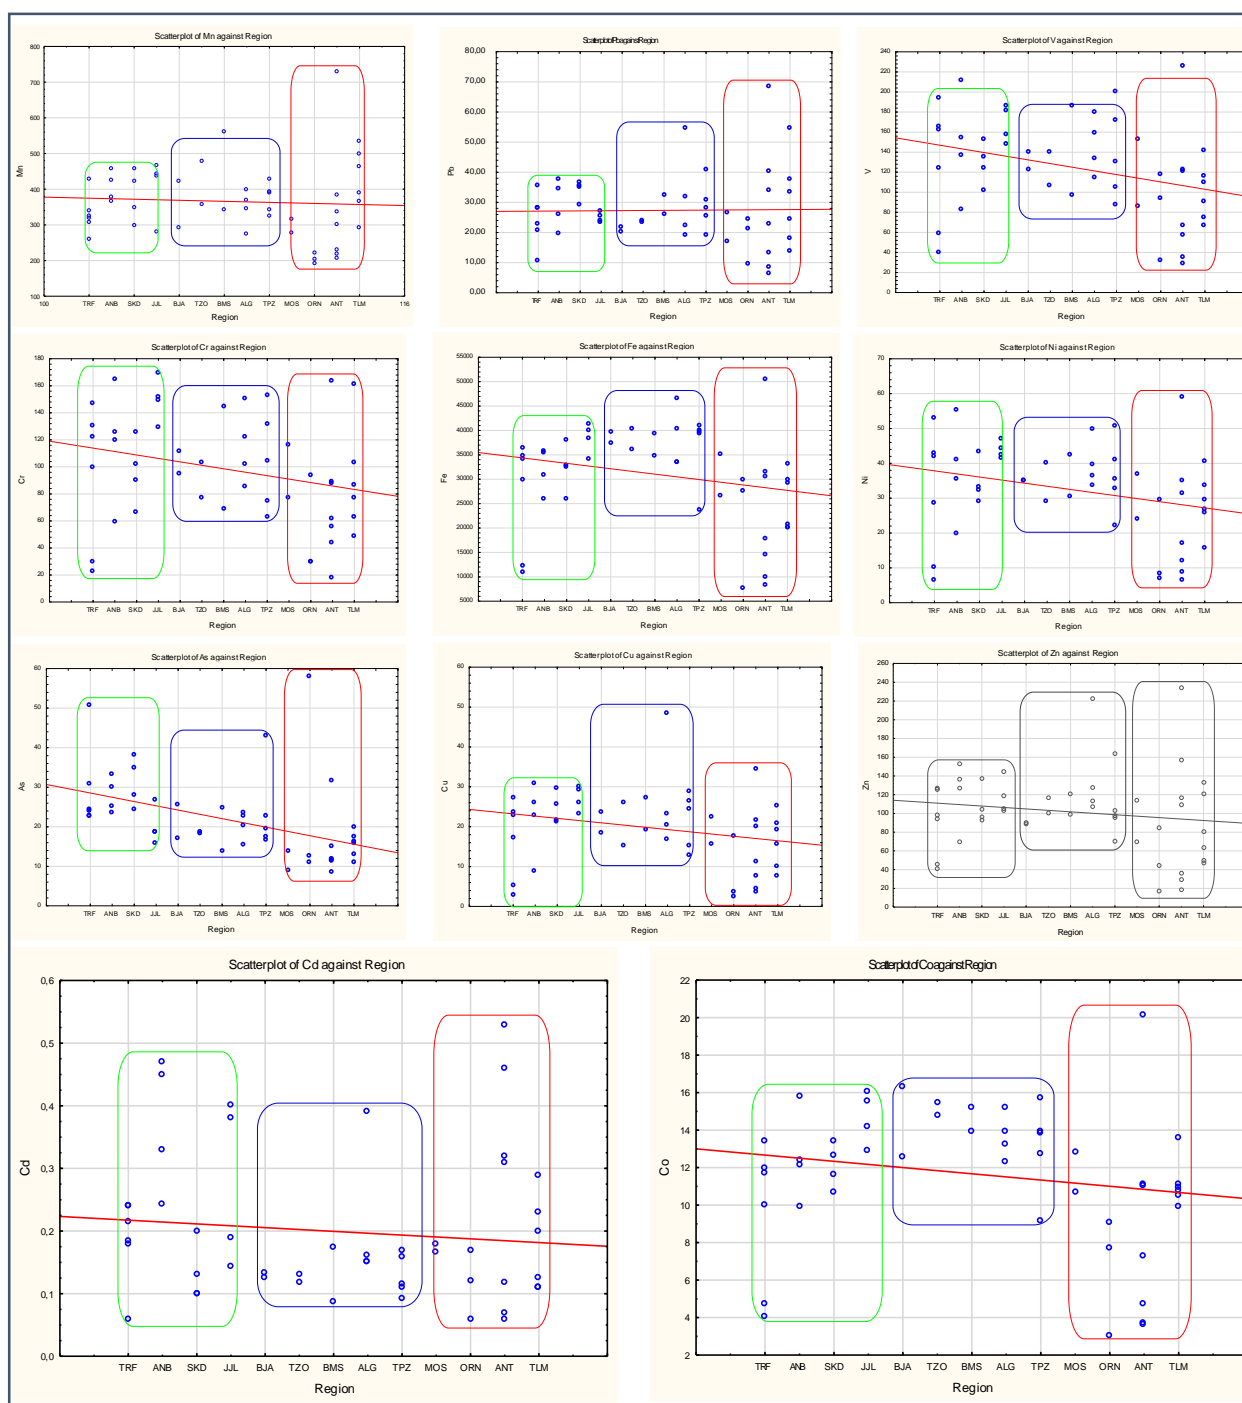 Scatterplot of Mn against Region
800
700
600
500
400
300
200
100
Mn
100 TRF ANB SKD JJL BJA TZO BMS ALG TPZ MOS ORN ANT TLM 116
Region
Scatterplot of Pb against Region
80,00
70,00
60,00
50,00
40,00
30,00
20,00
10,00
0,00
Pb
TRF ANB SKD JJL BJA TZO BMS ALG TPZ MOS ORN ANT TLM
Region
Scatterplot of V against Region
240
220
200
180
160
140
120
100
80
60
40
20
0
V
TRF ANB SKD JJL BJA TZD BMS ALG TPZ MOS ORN ANT TLM
Region
Scatterplot of Cr against Region
180
160
140
120
100
80
60
40
20
0
Cr
TRF ANB SKD JJL BJA TZD BMS ALG TPZ MOS ORN ANT TLM
Region
Scatterplot of Fe against Region
55000
50000
45000
40000
35000
30000
25000
20000
15000
10000
5000
Fe
TRF ANB SKD JJL BJA TZD BMS ALG TPZ MOS ORN ANT TLM
Region
Scatterplot of Ni against Region
70
60
50
40
30
20
10
0
Ni
TRF ANB SKD JJL BJA TZD BMS ALG TPZ MOS ORN ANT TLM
Region
Scatterplot of As against Region
60
50
40
30
20
10
0
As
TRF ANB SKD JJL BJA TZD BMS ALG TPZ MOS ORN ANT TLM
Region
Scatterplot of Cu against Region
60
50
40
30
20
10
0
Cu
TRF ANB SKD JJL BJA TZD BMS ALG TPZ MOS ORN ANT TLM
Region
Scatterplot of Zn against Region
260
240
220
200
180
160
140
120
100
80
60
40
20
0
Zn
TRF ANB SKD JJL BJA TZO BMS ALG TPZ MOS ORN ANT TLM
Region
Scatterplot of Cd against Region
0,6
0,5
0,4
0,3
0,2
0,1
0,0
Cd
TRF ANB SKD JJL BJA TZO BMS ALG TPZ MOS ORN ANT TLM
Region
Scatterplot of Co against Region
22
20
18
16
14
12
10
8
6
4
2
Co
TRF ANB SKD JJL BJA TZO BMS ALG TPZ MOS ORN ANT TLM
Region